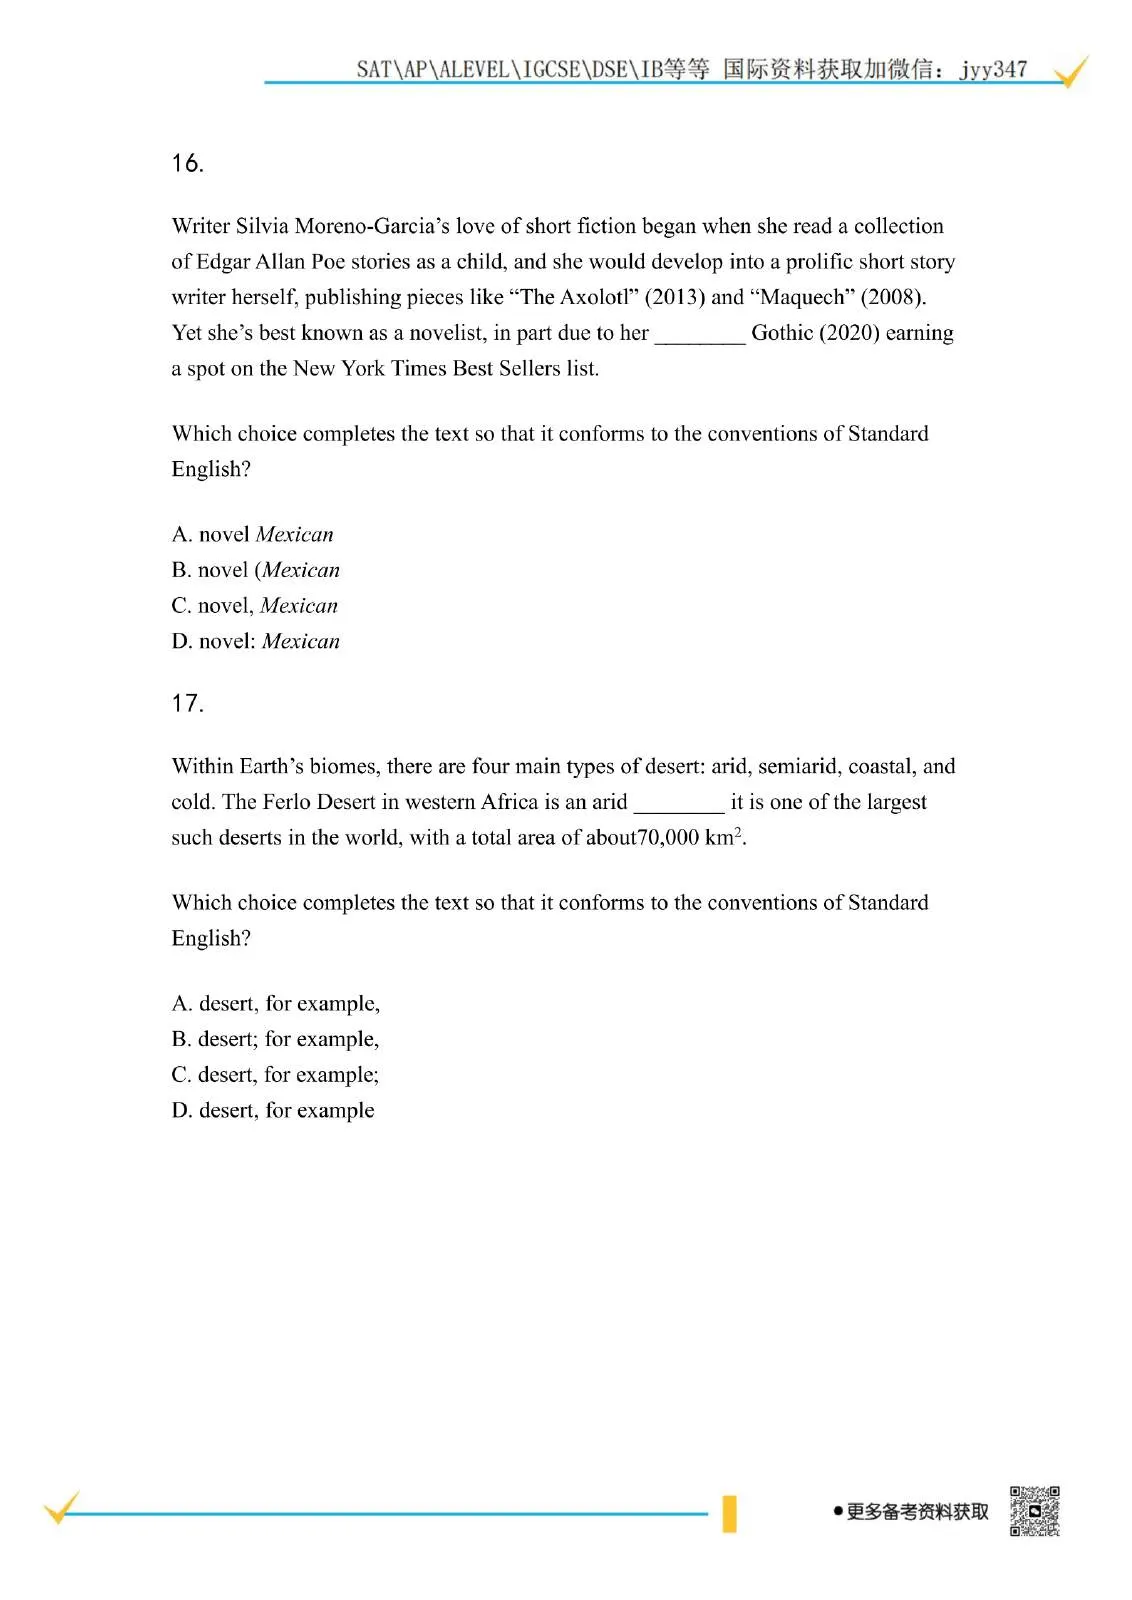 SAT\AP\ALEVEL\IGCSE\DSE\IB等等 国际资料获取加微信：jyy347
16.
Writer Silvia Moreno-Garcia’s love of short fiction began when she read a collection
of Edgar Allan Poe stories as a child, and she would develop into a prolific short story
writer herself, publishing pieces like “The Axolotl” (2013) and “Maquech” (2008).
Yet she’s best known as a novelist, in part due to her ________ Gothic (2020) earning
a spot on the New York Times Best Sellers list.
Which choice completes the text so that it conforms to the conventions of Standard
English?
A. novel Mexican
B. novel (Mexican
C. novel, Mexican
D. novel: Mexican
17.
Within Earth’s biomes, there are four main types of desert: arid, semiarid, coastal, and
cold. The Ferlo Desert in western Africa is an arid ________ it is one of the largest
such deserts in the world, with a total area of about70,000 km².
Which choice completes the text so that it conforms to the conventions of Standard
English?
A. desert, for example,
B. desert; for example,
C. desert, for example;
D. desert, for example
●更多备考资料获取